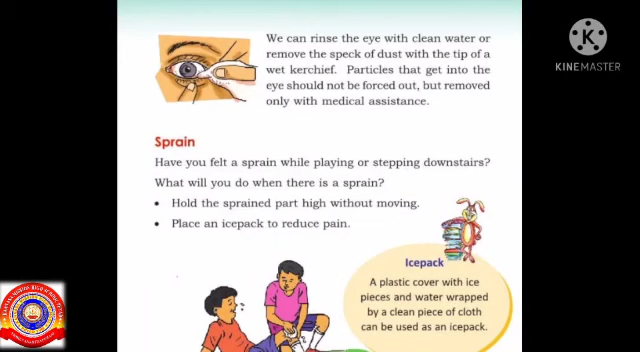 We can rinse the eye with clean water or
remove the speck of dust with the tip of a
wet kerchief. Particles that get into the
eye should not be forced out, but removed
only with medical assistance.
KINEMASTER
Sprain
Have you felt a sprain while playing or stepping downstairs?
What will you do when there is a sprain?
• Hold the sprained part high without moving.
• Place an icepack to reduce pain.
Icepack
A plastic cover with ice
pieces and water wrapped
by a clean piece of cloth
can be used as an icepack.